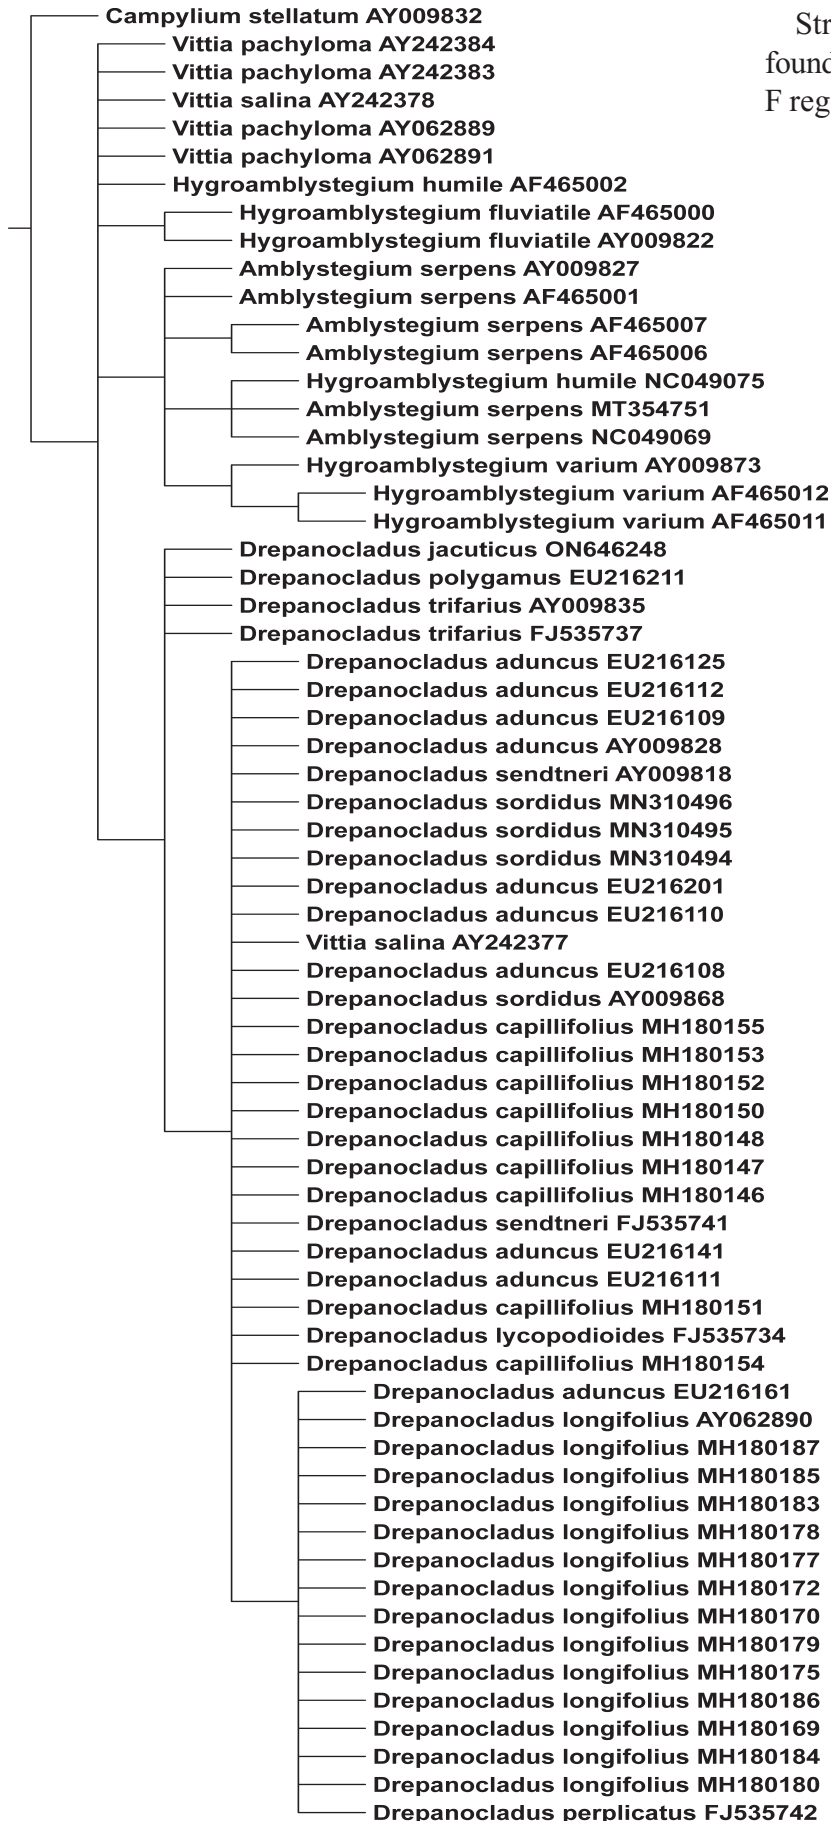 Campylium stellatum AY009832
Vittia pachyloma AY242384
Vittia pachyloma AY242383
Vittia salina AY242378
Vittia pachyloma AY062889
Vittia pachyloma AY062891
Hygroamblystegium humile AF465002
Hygroamblystegium fluviatile AF465000
Hygroamblystegium fluviatile AY009822
Amblystegium serpens AY009827
Amblystegium serpens AF465001
Amblystegium serpens AF465007
Amblystegium serpens AF465006
Hygroamblystegium humile NC049075
Amblystegium serpens MT354751
Amblystegium serpens NC049069
Hygroamblystegium varium AY009873
Hygroamblystegium varium AF465012
Hygroamblystegium varium AF465011
Drepanocladus jacuticus ON646248
Drepanocladus polygamus EU216211
Drepanocladus trifarius AY009835
Drepanocladus trifarius FJ535737
Drepanocladus aduncus EU216125
Drepanocladus aduncus EU216112
Drepanocladus aduncus EU216109
Drepanocladus aduncus AY009828
Drepanocladus sendtneri AY009818
Drepanocladus sordidus MN310496
Drepanocladus sordidus MN310495
Drepanocladus sordidus MN310494
Drepanocladus aduncus EU216201
Drepanocladus aduncus EU216110
Vittia salina AY242377
Drepanocladus aduncus EU216108
Drepanocladus sordidus AY009868
Drepanocladus capillifolius MH180155
Drepanocladus capillifolius MH180153
Drepanocladus capillifolius MH180152
Drepanocladus capillifolius MH180150
Drepanocladus capillifolius MH180148
Drepanocladus capillifolius MH180147
Drepanocladus capillifolius MH180146
Drepanocladus sendtneri FJ535741
Drepanocladus aduncus EU216141
Drepanocladus aduncus EU216111
Drepanocladus capillifolius MH180151
Drepanocladus lycopodioides FJ535734
Drepanocladus capillifolius MH180154
Drepanocladus aduncus EU216161
Drepanocladus longifolius AY062890
Drepanocladus longifolius MH180187
Drepanocladus longifolius MH180185
Drepanocladus longifolius MH180183
Drepanocladus longifolius MH180178
Drepanocladus longifolius MH180177
Drepanocladus longifolius MH180172
Drepanocladus longifolius MH180170
Drepanocladus longifolius MH180179
Drepanocladus longifolius MH180175
Drepanocladus longifolius MH180186
Drepanocladus longifolius MH180169
Drepanocladus longifolius MH180184
Drepanocladus longifolius MH180180
Drepanocladus perplicatus FJ535742
Str
found
F reg